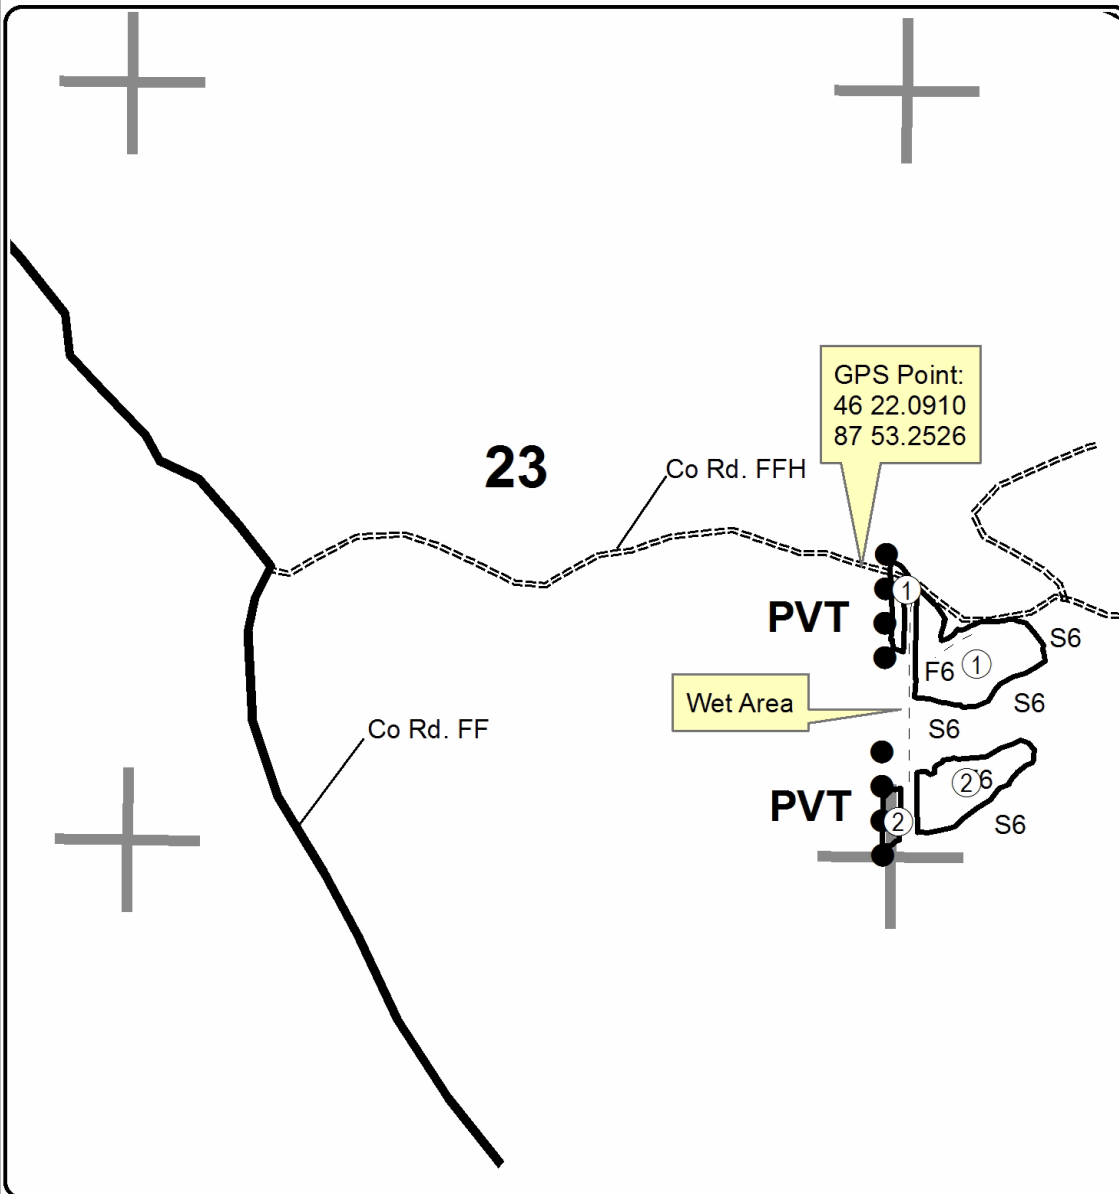 GPS Point:
46 22.0910
87 53.2526
23
Co Rd. FFH
1
PVT
S6
F6 1
Wet Area
S6
S6
Co Rd. FF
2 6
PVT
2
S6